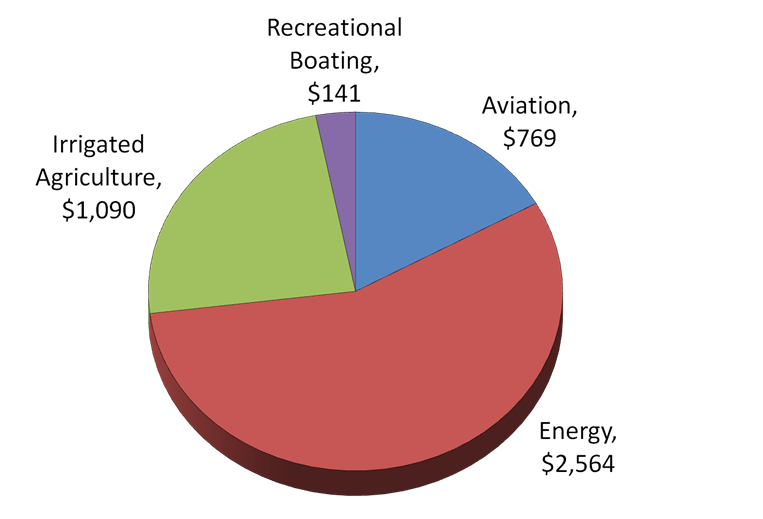 Recreational
Boating,
$141
Aviation,
$769
Irrigated
Agriculture,
$1,090
Energy,
$2,564